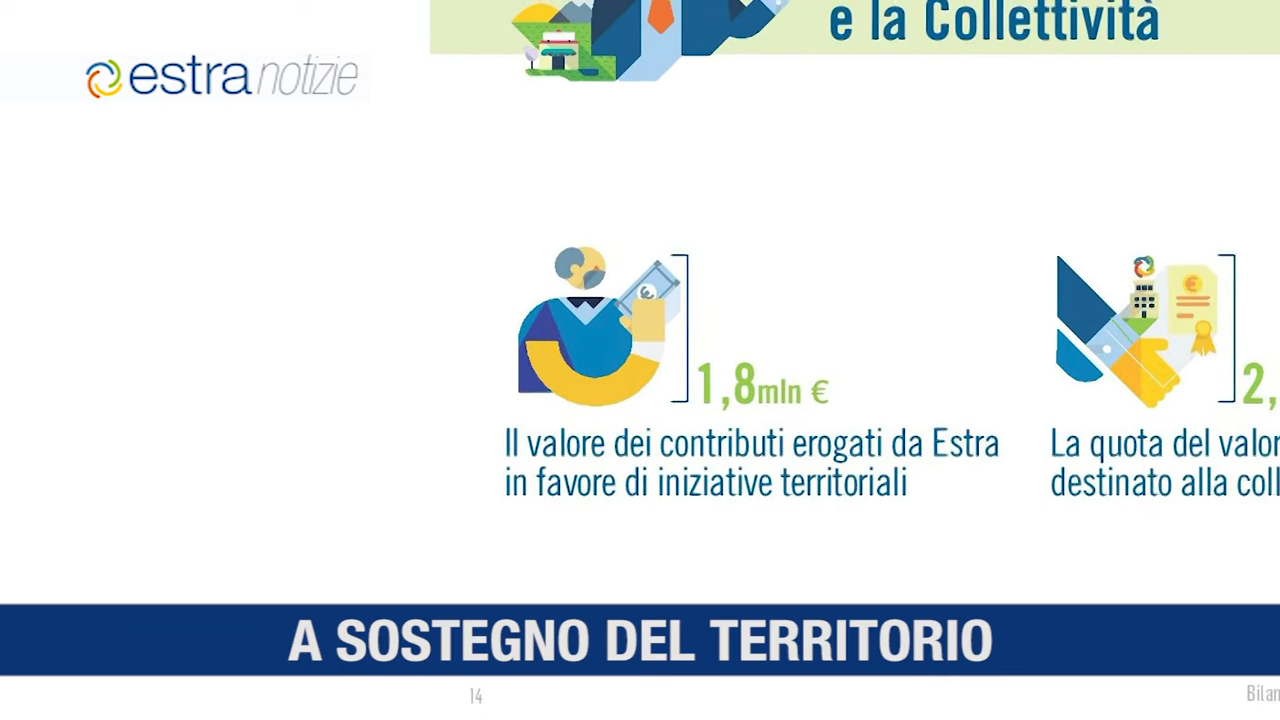 e la Collettività
estra notizie
1,8mln €
2,
Il valore dei contributi erogati da Estra
in favore di iniziative territoriali
La quota del valor
destinato alla coll
A SOSTEGNO DEL TERRITORIO
14
Bilan